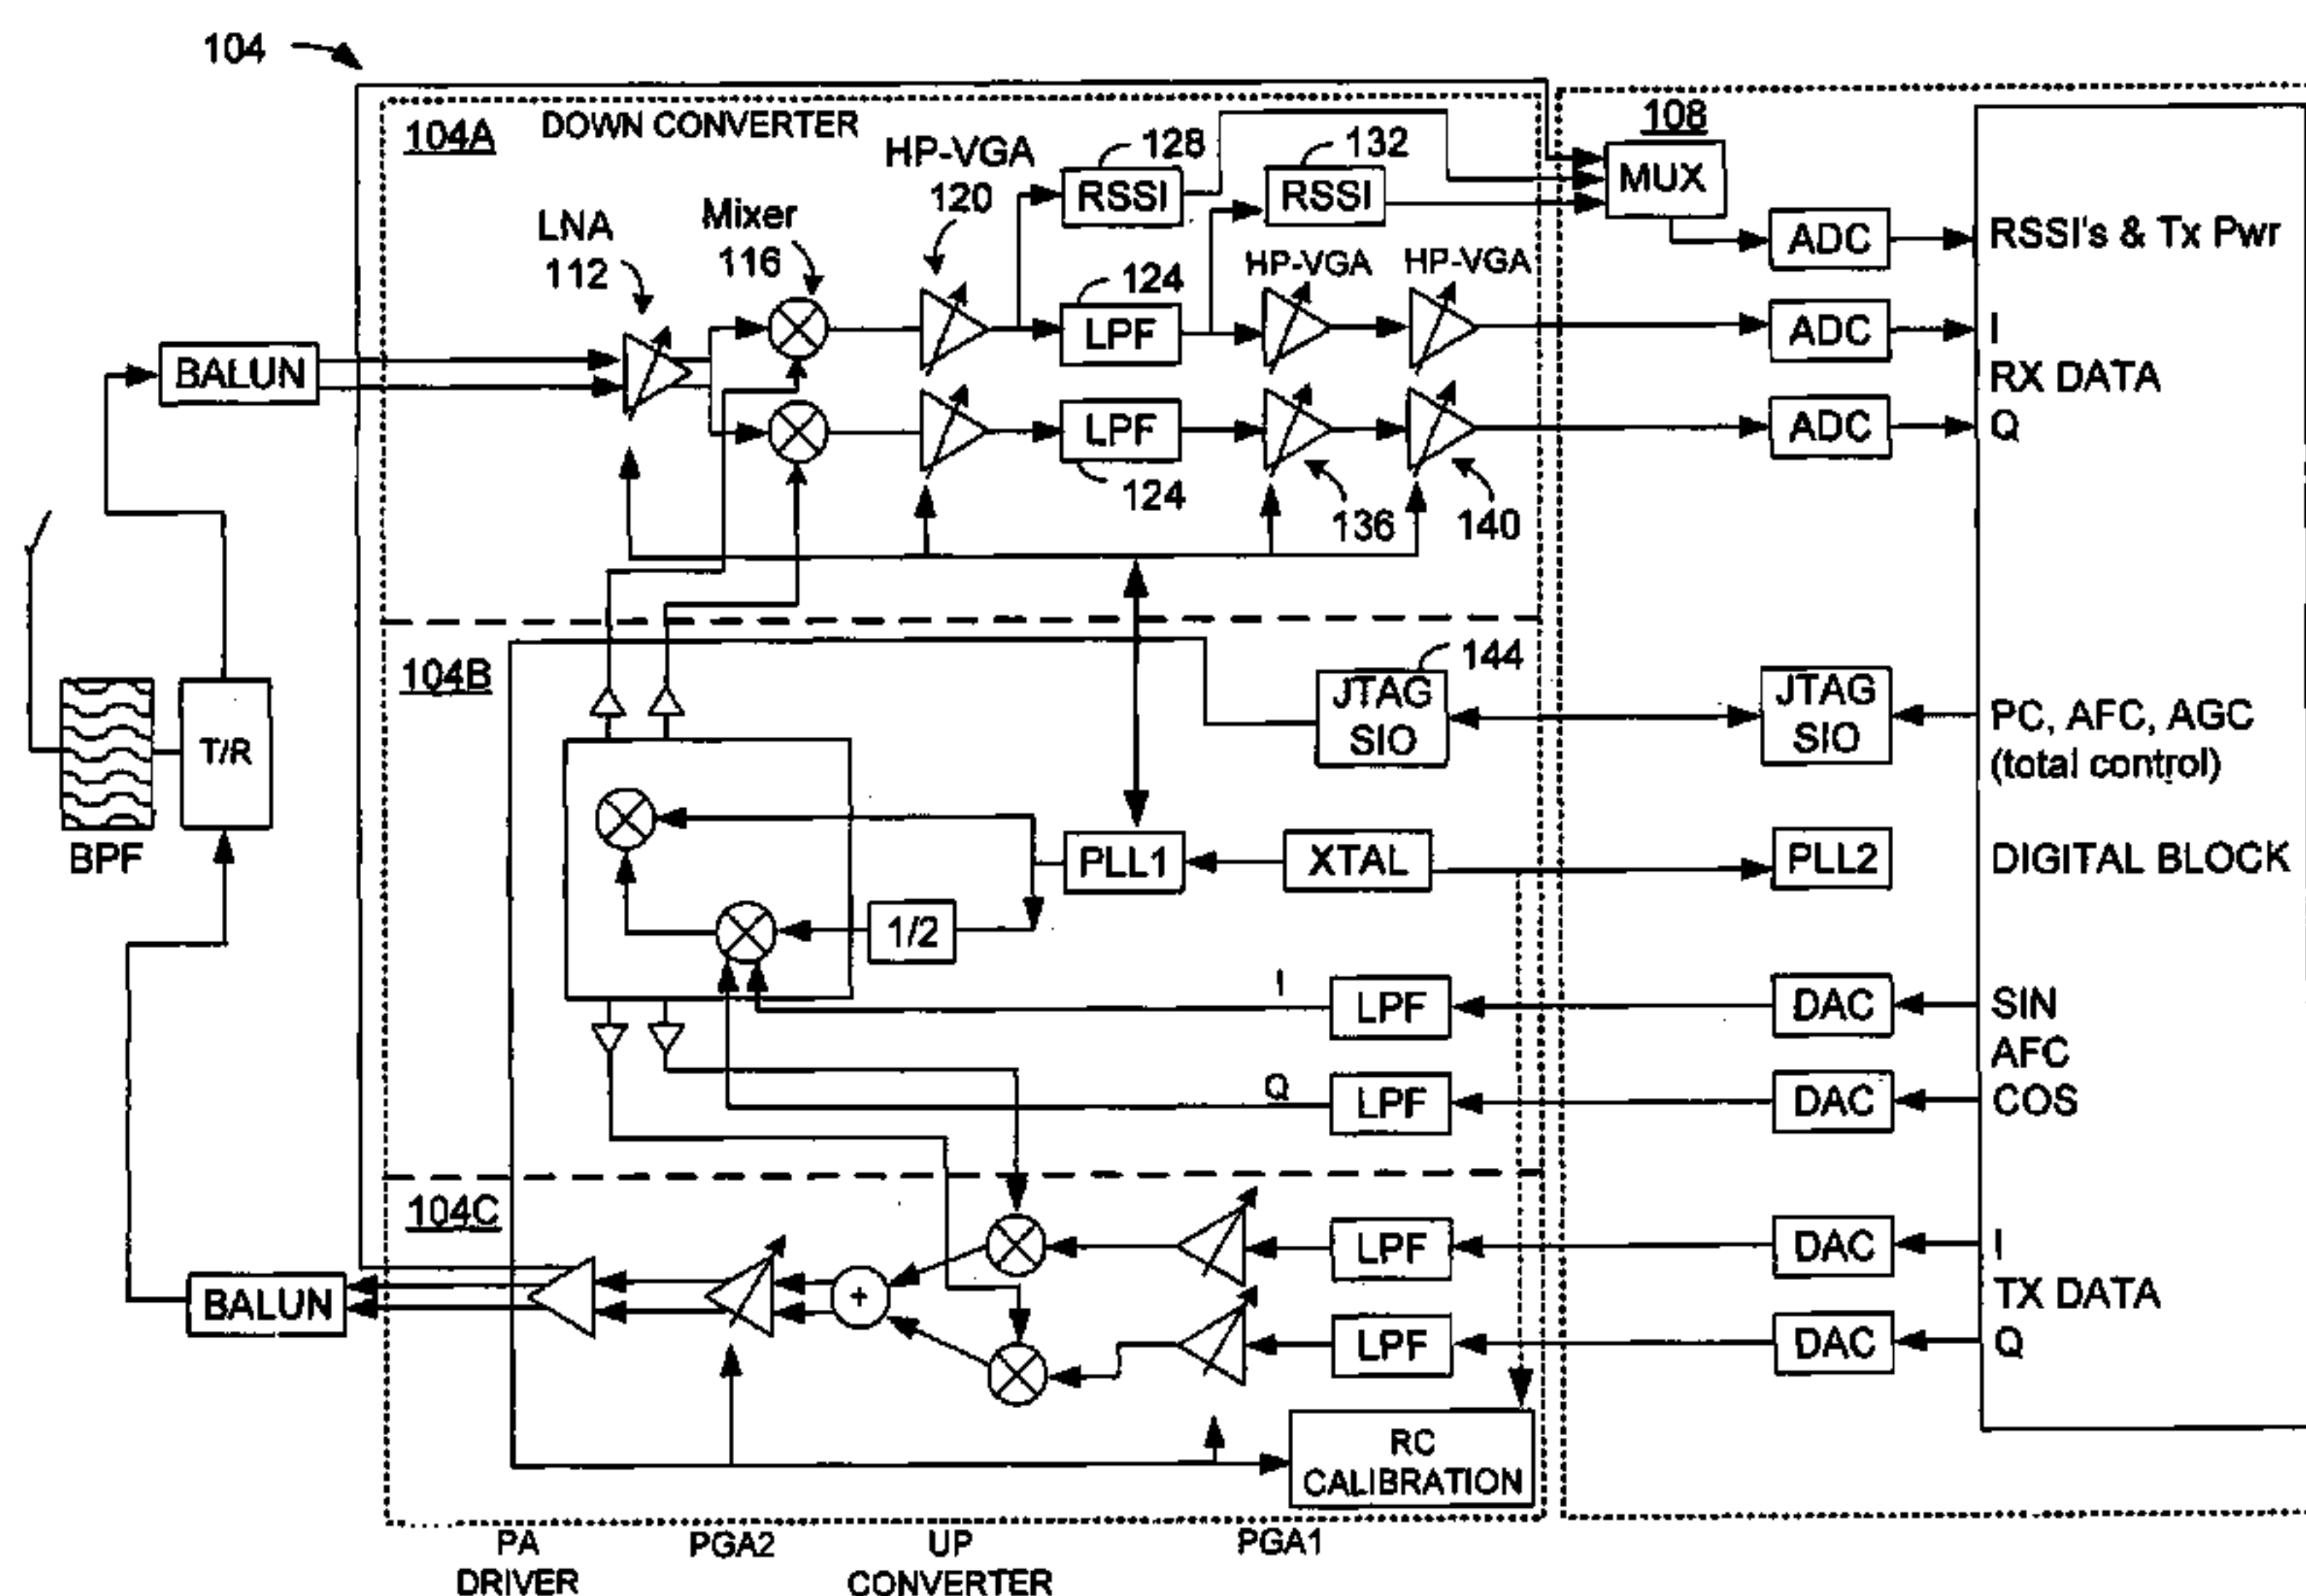 104
104A
DOWN CONVERTER
HP-VGA
120
128
RSSI
132
RSSI
108
MUX
LNA
112
Mixer
116
HP-VGA
HP-VGA
ADC
RSSI's & Tx Pwr
BALUN
124
LPF
ADC
I
RX DATA
LPF
124
ADC
Q
136
140
104B
144
JTAG
SIO
JTAG
SIO
PC, AFC, AGC
(total control)
T/R
BPF
PLL1
XTAL
PLL2
DIGITAL BLOCK
1/2
I
LPF
DAC
SIN
AFC
Q
LPF
DAC
COS
104C
LPF
DAC
I
TX DATA
BALUN
+
LPF
DAC
Q
RC
CALIBRATION
PA
DRIVER
PGA2
UP
CONVERTER
PGA1